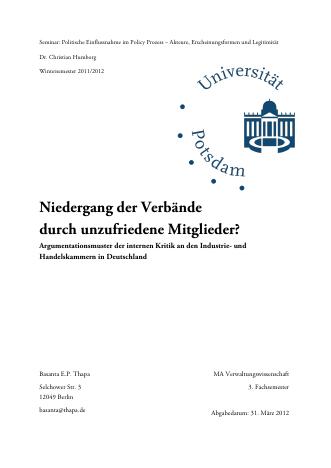 Seminar: Politische Einflussnahme im Policy Prozess – Akteure, Erscheinungsformen und Legitimität
Dr. Christian Humborg
Wintersemester 2011/2012
Universität
Potsdam
Niedergang der Verbände
durch unzufriedene Mitglieder?
Argumentationsmuster der internen Kritik an den Industrie- und
Handelskammern in Deutschland
Basanta E.P. Thapa
MA Verwaltungswissenschaft
Selchower Str. 3
3. Fachsemester
12049 Berlin
basanta@thapa.de
Abgabedatum: 31. März 2012